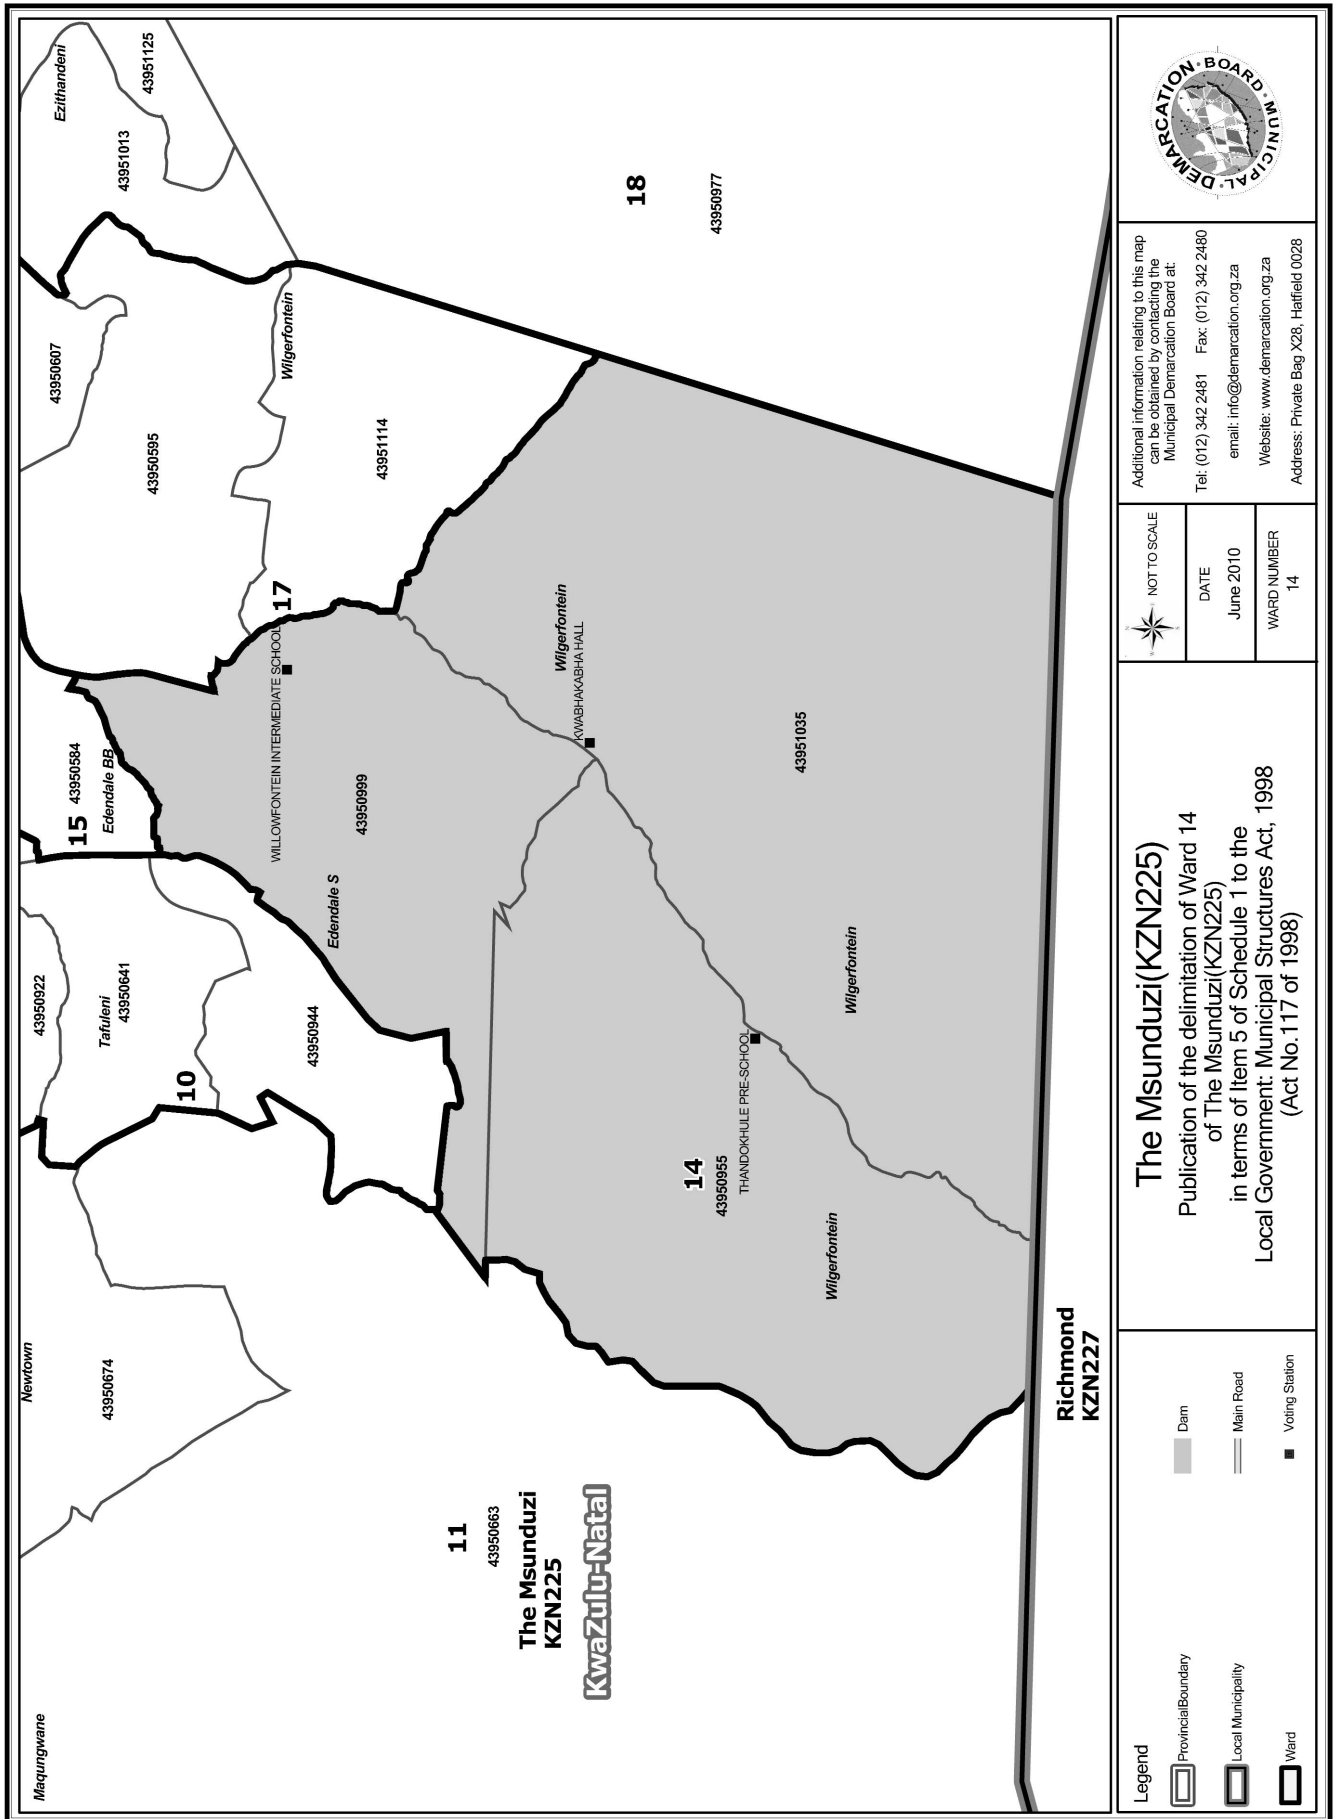 Maqungwane
Newtown
43950674
43950922
Tafuleni
43950641
10
43950944
15
43950584
Edendale BB
43950607
43950595
Ezithandeni
43951013
43951125
Wilgerfontein
43951114
17
WILLOWFONTEIN INTERMEDIATE SCHOOL
43950999
Edendale S
18
43950977
11
43950663
The Msunduzi
KZN225
KwaZulu-Natal
Wilgerfontein
KWABHAKABHA HALL
14
43950955
THANDOKHULE PRE-SCHOOL
43951035
Wilgerfontein
Wilgerfontein
Richmond
KZN227
Legend
ProvincialBoundary
Local Municipality
Ward
Dam
Main Road
Voting Station
The Msunduzi(KZN225)
Publication of the delimitation of Ward 14
of The Msunduzi(KZN225)
in terms of Item 5 of Schedule 1 to the
Local Government: Municipal Structures Act, 1998
(Act No.117 of 1998)
NOT TO SCALE
DATE
June 2010
WARD NUMBER
14
Additional information relating to this map
can be obtained by contacting the
Municipal Demarcation Board at:
Tel: (012) 342 2481 Fax: (012) 342 2480
email: info@demarcation.org.za
Website: www.demarcation.org.za
Address: Private Bag X28, Hatfield 0028
MUNICIPAL · DEMARCATION · BOARD ·